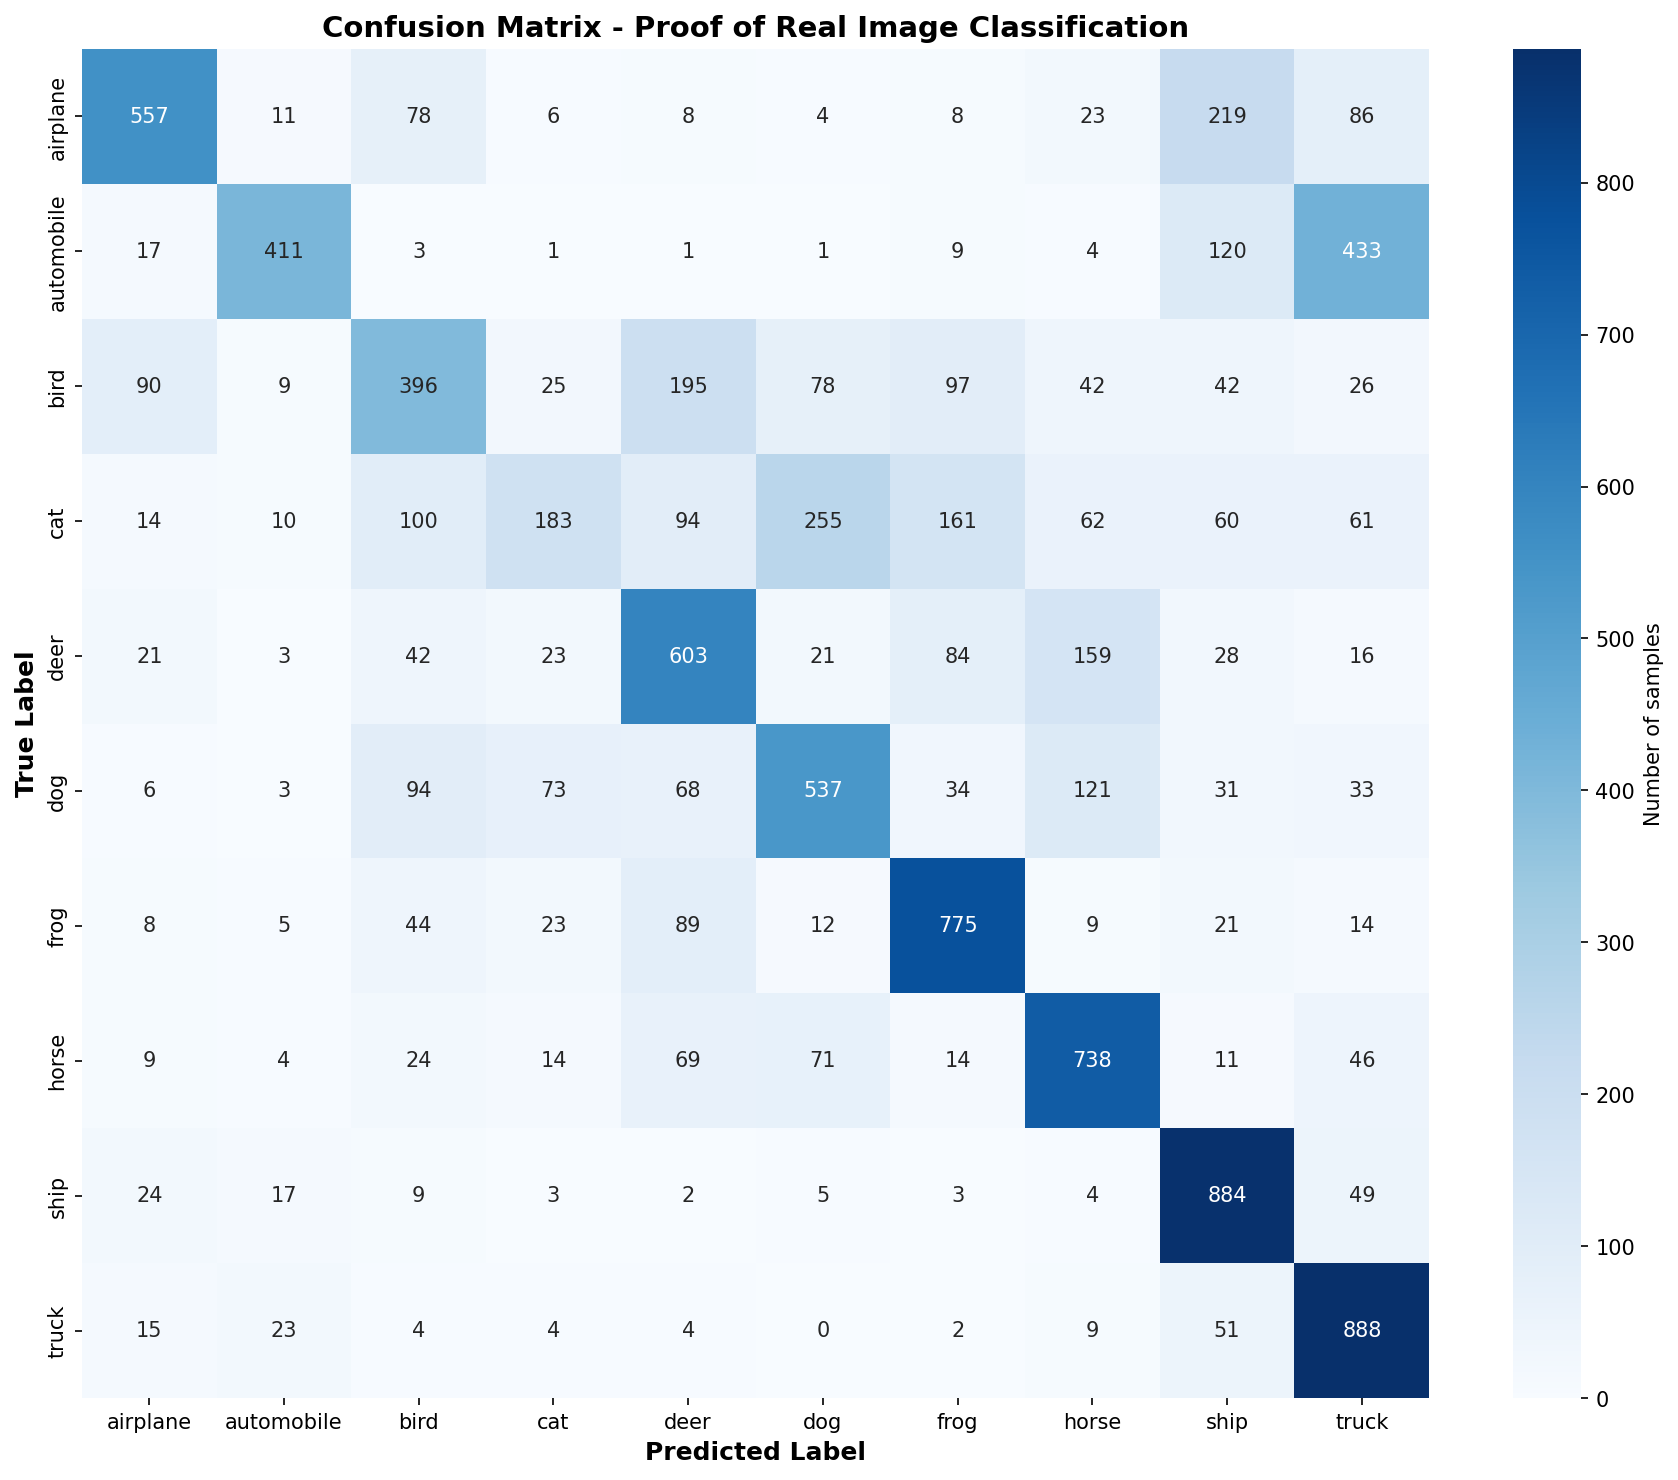 Confusion Matrix - Proof of Real Image Classification
True Label
airplane 557 11 78 6 8 4 8 23 219 86
automobile 17 411 3 1 1 1 9 4 120 433
bird 90 9 396 25 195 78 97 42 42 26
cat 14 10 100 183 94 255 161 62 60 61
deer 21 3 42 23 603 21 84 159 28 16
dog 6 3 94 73 68 537 34 121 31 33
frog 8 5 44 23 89 12 775 9 21 14
horse 9 4 24 14 69 71 14 738 11 46
ship 24 17 9 3 2 5 3 4 884 49
truck 15 23 4 4 4 0 2 9 51 888
airplane automobile bird cat deer dog frog horse ship truck
Predicted Label
800
700
600
500
400
300
200
100
0
Number of samples